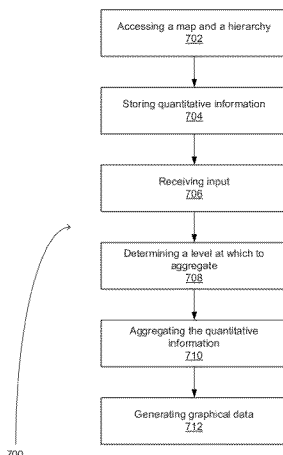 Accessing a map and a hierarchy
702
Storing quantitative information
704
Receiving input
706
Determining a level at which to
aggregate
708
Aggregating the quantitative
information
710
Generating graphical data
712
700